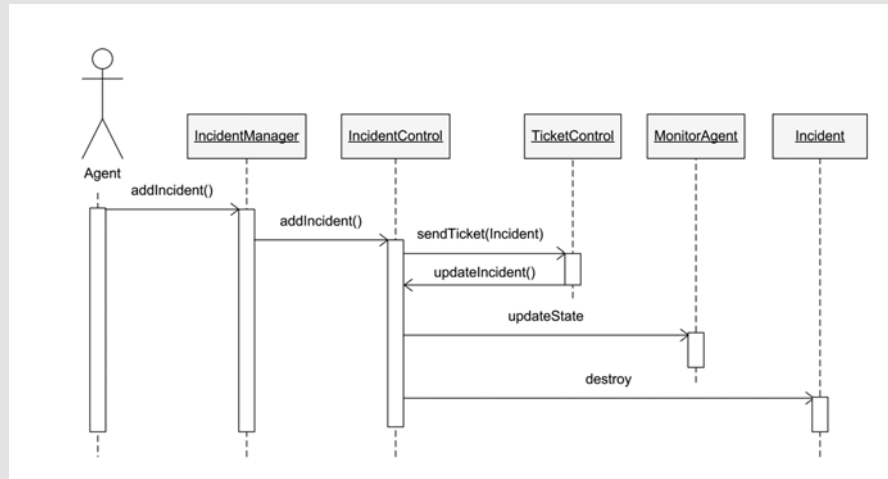 IncidentManager
IncidentControl
TicketControl
MonitorAgent
Incident
Agent
addIncident()
addIncident()
sendTicket(Incident)
updateIncident()
updateState
destroy